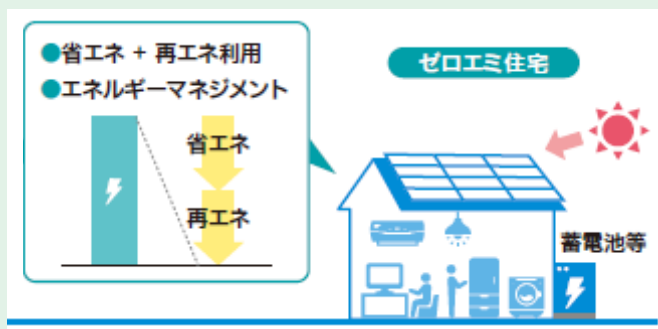 ●省エネ + 再エネ利用
●エネルギーマネジメント
省エネ
再エネ
ゼロエミ住宅
蓄電池等